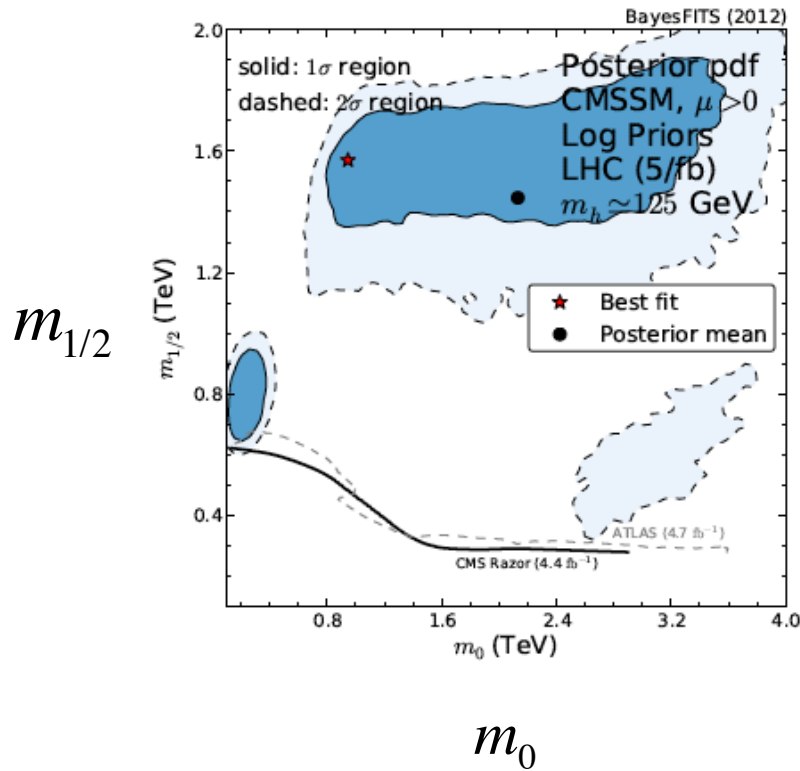 BayesFITS (2012)
2.0
solid: 1σ region
dashed: 2σ region
Posterior pdf
CMSSM, μ >0
Log Priors
LHC (5/fb)
m_h ≃125 GeV
1.6
1.2
0.8
0.4
Best fit
Posterior mean
m_{1/2}
m_{1/2} (TeV)
ATLAS (4.7 fb⁻¹)
CMS Razor (4.4 fb⁻¹)
0.8 1.6 2.4 3.2 4.0
m_0 (TeV)
m_0